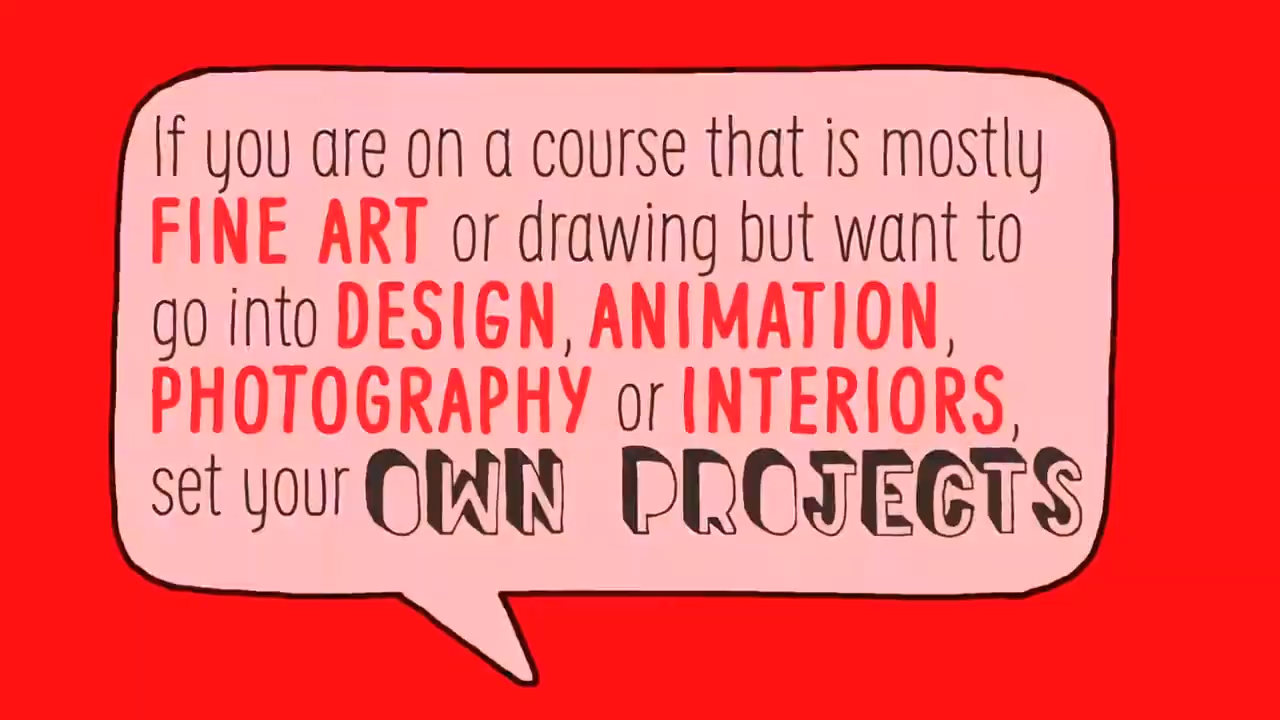 If you are on a course that is mostly
FINE ART or drawing but want to
go into DESIGN, ANIMATION,
PHOTOGRAPHY or INTERIORS,
set your OWN PROJECTS